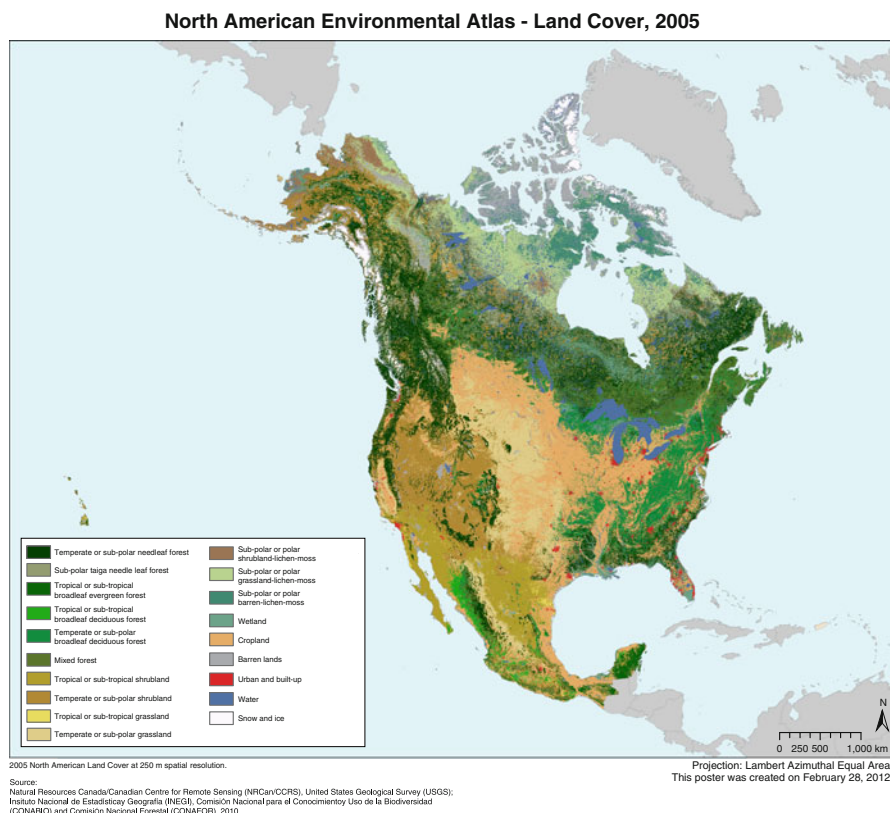 North American Environmental Atlas - Land Cover, 2005
Temperate or sub-polar needleaf forest
Sub-polar taiga needle leaf forest
Tropical or sub-tropical
broadleaf evergreen forest
Tropical or sub-tropical
broadleaf deciduous forest
Temperate or sub-polar
broadleaf deciduous forest
Mixed forest
Tropical or sub-tropical shrubland
Temperate or sub-polar shrubland
Tropical or sub-tropical grassland
Temperate or sub-polar grassland
Sub-polar or polar
shrubland-lichen-moss
Sub-polar or polar
grassland-lichen-moss
Sub-polar or polar
barren-lichen-moss
Wetland
Cropland
Barren lands
Urban and built-up
Water
Snow and ice
N
0 250 500 1,000 km
2005 North American Land Cover at 250 m spatial resolution.
Projection: Lambert Azimuthal Equal Area
This poster was created on February 28, 2012
Source:
Natural Resources Canada/Canadian Centre for Remote Sensing (NRCan/CCRS), United States Geological Survey (USGS);
Insituto Nacional de Estadísticay Geografía (INEGI), Comisión Nacional para el Conocimientoy Uso de la Biodiversidad
(CONABIO) and Comisión Nacional Forestal (CONAFOR), 2010